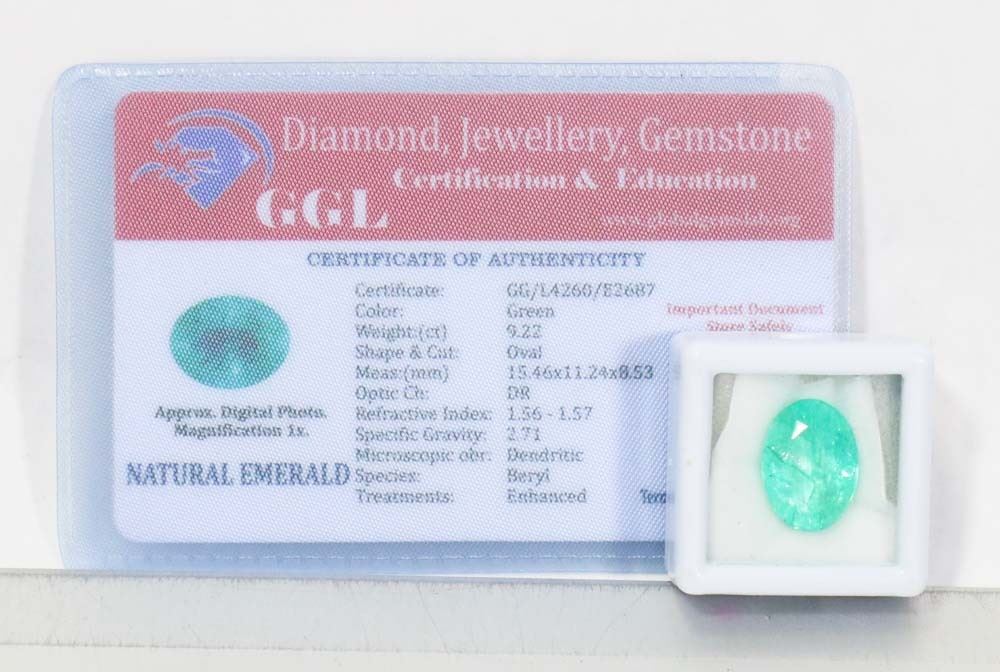 Diamond, Jewellery, Gemstone
Certification & Education
GGL
CERTIFICATE OF AUTHENTICITY
Certificate: GG/L4260/E2687
Color: Green
Weight:(ct) 9.22
Shape & Cut: Oval
Meas:(mm) 15.46x11.24x8.53
Optic Ch: DR
Refractive Index: 1.56 - 1.57
Specific Gravity: 2.71
Microscopic obr: Dendritic
Species: Beryl
Treatments: Enhanced
Approx. Digital Photo.
Magnification 1x.
NATURAL EMERALD
Important Document
Store Safely